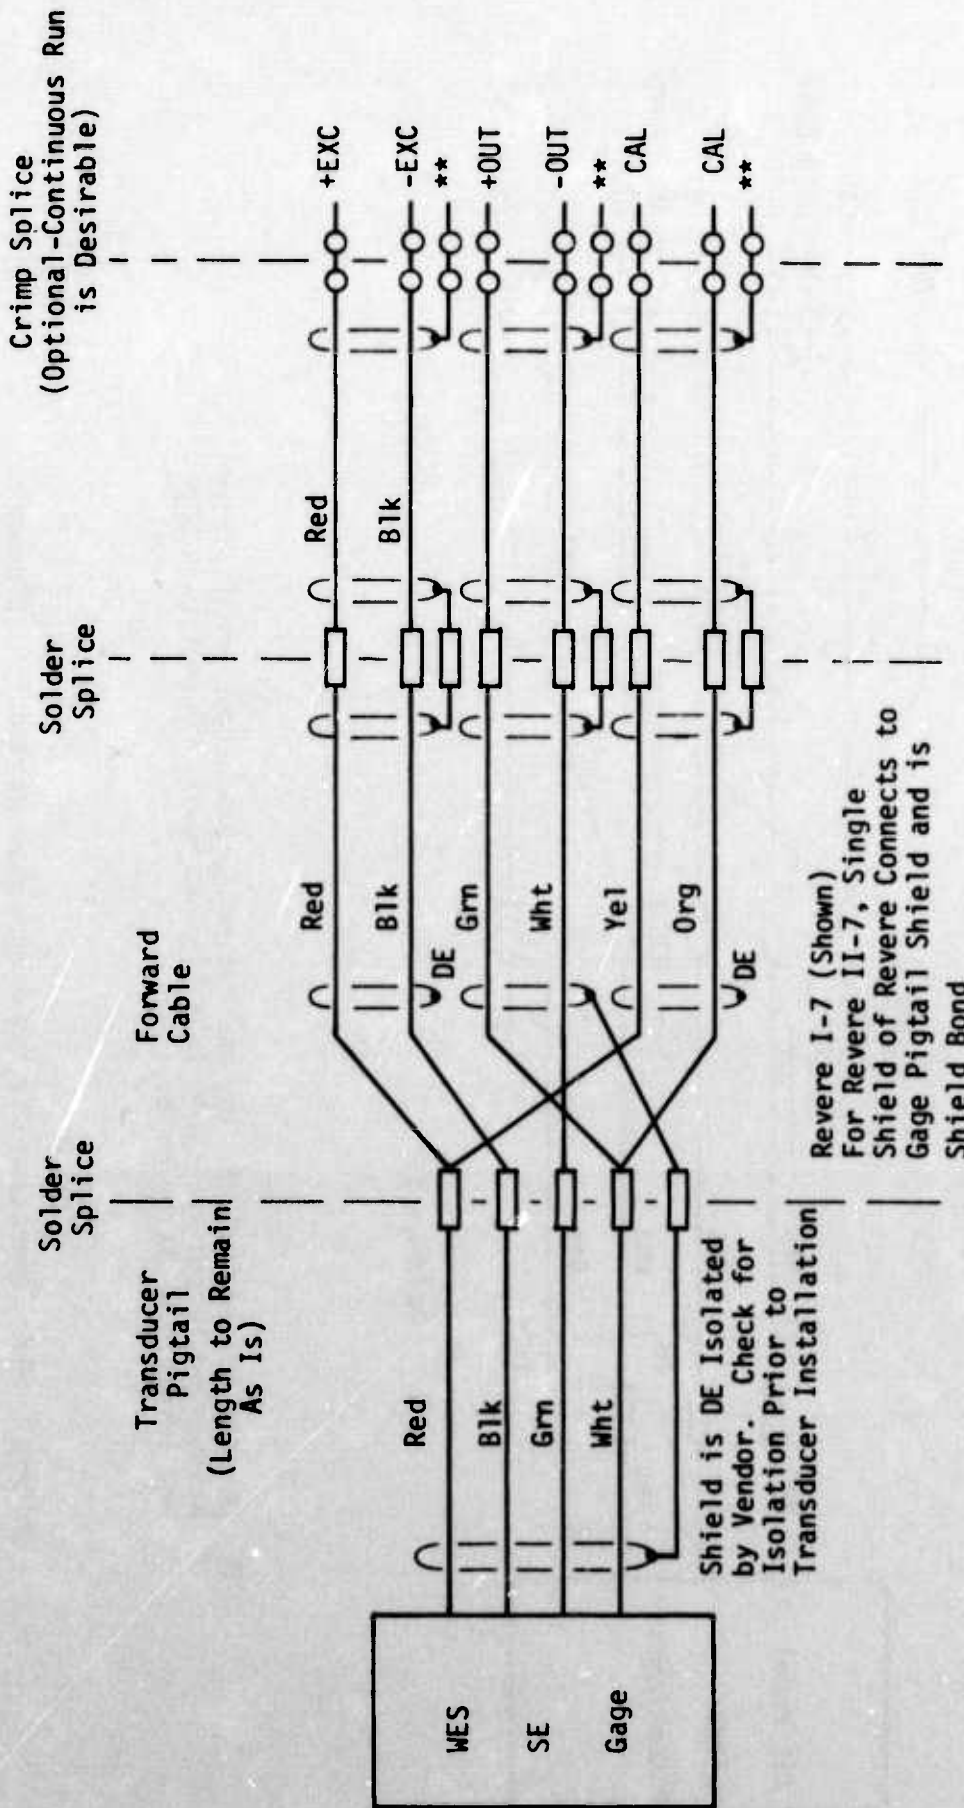 Transducer
Pigtail
(Length to Remain
As Is)
Solder
Splice
Forward
Cable
Solder
Splice
Crimp Splice
(Optional-Continuous Run
is Desirable)
WES
SE
Gage
Red
Blk
Grn
Wht
Red
Blk
DE
Grn
Wht
Yel
Org
DE
Red
Blk
+EXC
-EXC
**
+OUT
-OUT
**
CAL
CAL
**
Shield is DE Isolated
by Vendor. Check for
Isolation Prior to
Transducer Installation
Revere I-7 (Shown)
For Revere II-7, Single
Shield of Revere Connects to
Gage Pigtail Shield and is
Shield Bond